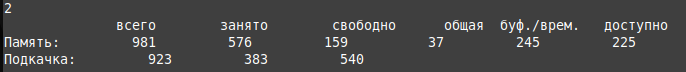 2
всего занято свободно общая буф./врем. доступно
Память: 981 576 159 37 245 225
Подкачка: 923 383 540